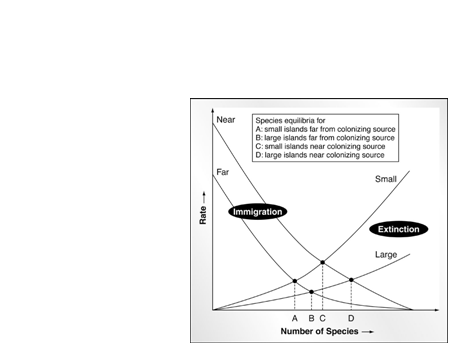 Near
Species equilibria for
A: small islands far from colonizing source
B: large islands far from colonizing source
C: small islands near colonizing source
D: large islands near colonizing source
Far
Small
Immigration
Extinction
Rate
Large
A B C D
Number of Species